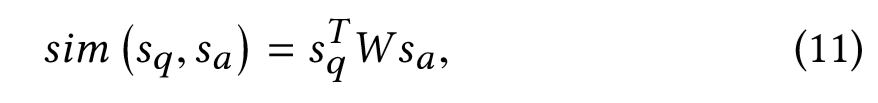 sim (s_q, s_a) = s_q^T W s_a, (11)